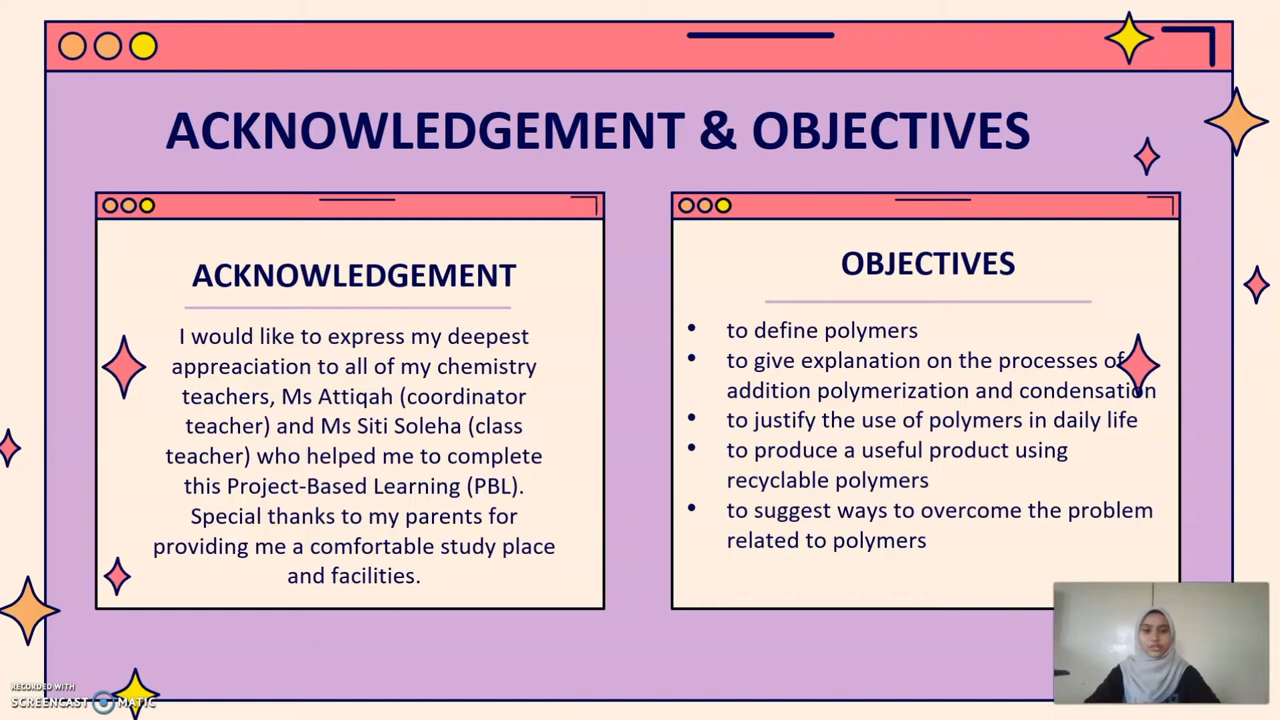 ACKNOWLEDGEMENT & OBJECTIVES
ACKNOWLEDGEMENT
I would like to express my deepest
appreaciation to all of my chemistry
teachers, Ms Attiqah (coordinator
teacher) and Ms Siti Soleha (class
teacher) who helped me to complete
this Project-Based Learning (PBL).
Special thanks to my parents for
providing me a comfortable study place
and facilities.
OBJECTIVES
• to define polymers
• to give explanation on the processes of
addition polymerization and condensation
• to justify the use of polymers in daily life
• to produce a useful product using
recyclable polymers
• to suggest ways to overcome the problem
related to polymers
RECORDED WITH
SCREENCAST MATIC